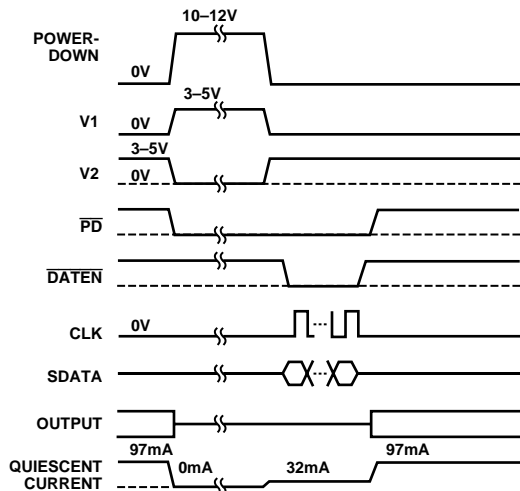 10–12V
POWER-
DOWN
0V
3–5V
V1
0V
3–5V
V2
0V
PD
DATEN
CLK
0V
SDATA
OUTPUT
97mA
97mA
QUIESCENT
CURRENT
0mA
32mA